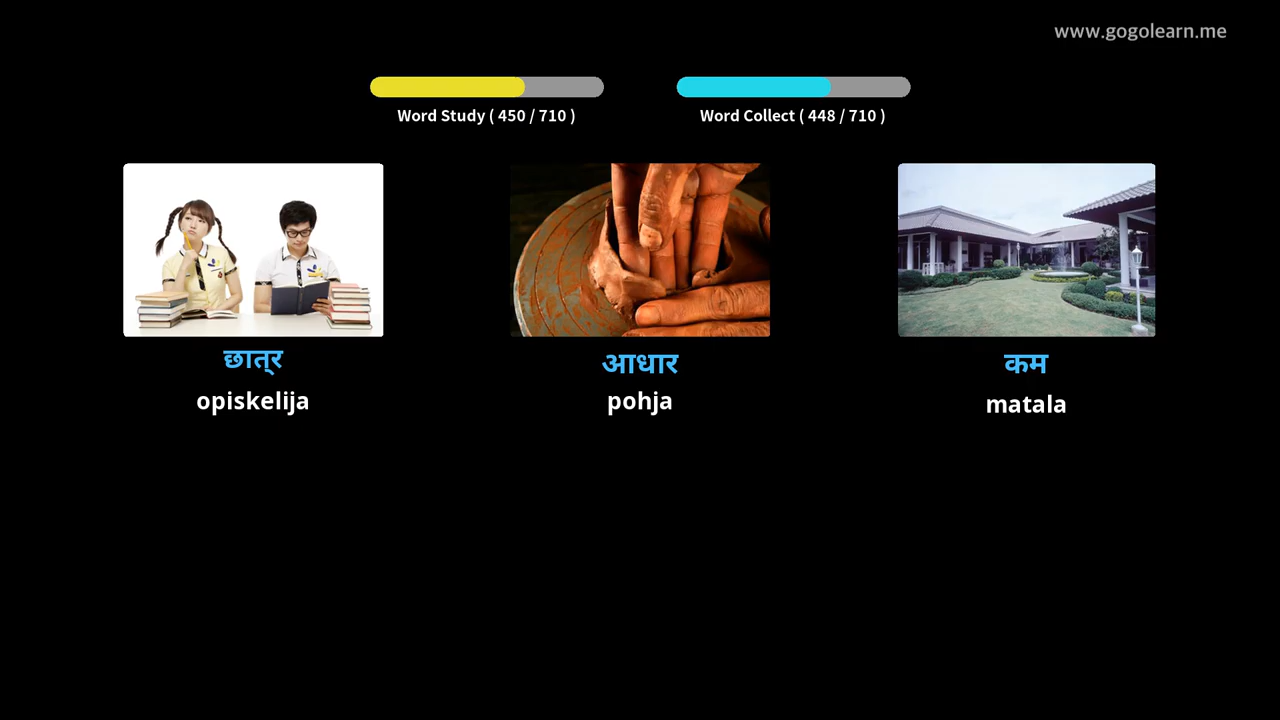 www.gogolearn.me
Word Study ( 450 / 710 )
Word Collect ( 448 / 710 )
छात्र
आधार
कम
opiskelija
pohja
matala